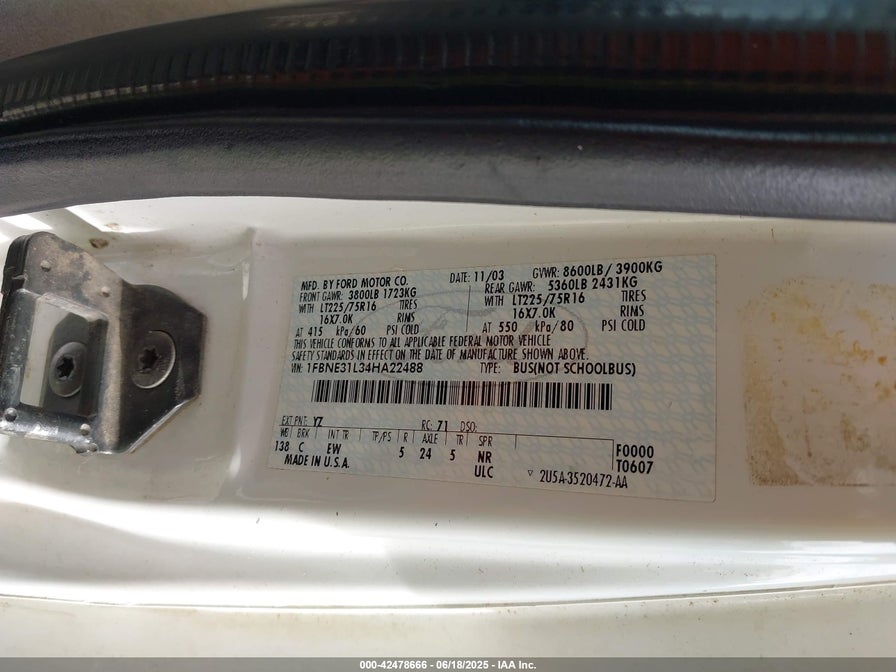 MFD. BY FORD MOTOR CO.
DATE: 11/03 GVWR: 8600LB/ 3900KG
FRONT GAWR: 3800LB 1723KG REAR GAWR: 5360LB 2431KG
WITH LT225/75R16 TIRES WITH LT225/75R16 TIRES
16X7.0K RIMS 16X7.0K RIMS
AT 415 kPa/60 PSI COLD AT 550 kPa/80 PSI COLD
THIS VEHICLE CONFORMS TO ALL APPLICABLE FEDERAL MOTOR VEHICLE
SAFETY STANDARDS IN EFFECT ON THE DATE OF MANUFACTURE SHOWN ABOVE.
VIN: 1FBNE31L34HA22488 TYPE: BUS(NOT SCHOOLBUS)
EXT PNT: YZ RC: 71 DSO:
WB BRK INT TR TP/PS R AXLE TR SPR
138 C EW 5 24 5 NR F0000
MADE IN U.S.A. ULC ▽ 2U5A-3520472-AA T0607
000-42478666 - 06/18/2025 - IAA Inc.